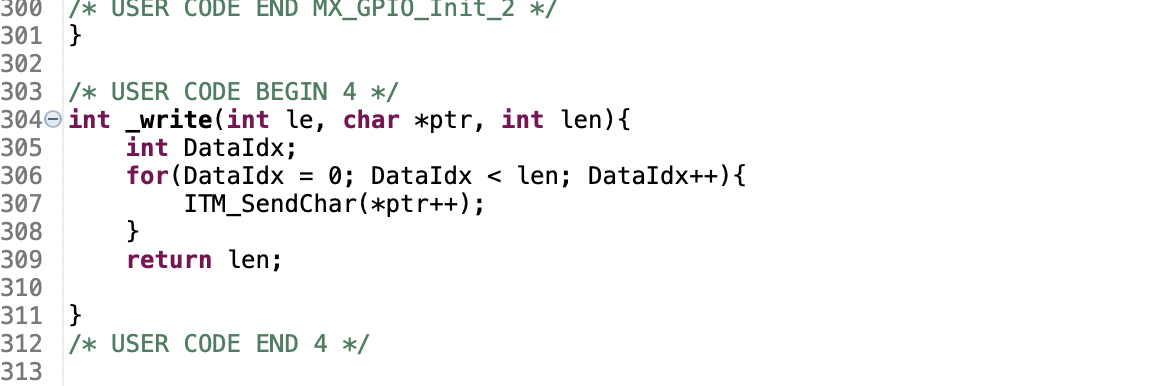 300 /* USER CODE END MX_GPIO_Init_2 */
301 }
302
303 /* USER CODE BEGIN 4 */
304 int _write(int le, char *ptr, int len){
305     int DataIdx;
306     for(DataIdx = 0; DataIdx < len; DataIdx++){
307         ITM_SendChar(*ptr++);
308     }
309     return len;
310
311 }
312 /* USER CODE END 4 */
313